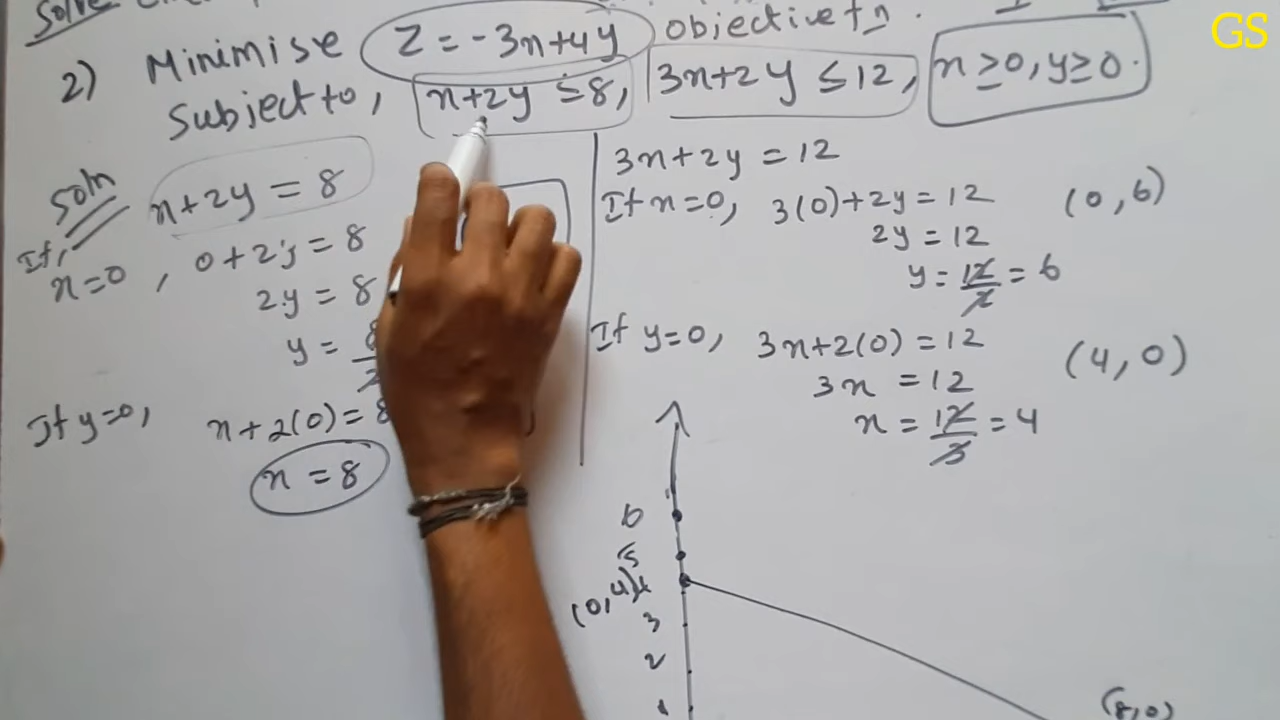 Solve
GS
2) Minimise Z = -3x+4y objective fn.
Subject to, x+2y ≤ 8, 3x+2y ≤ 12, x ≥ 0, y ≥ 0.
Soln
x+2y = 8
If,
x=0, 0+2y = 8
2y = 8
y = 8
If y=0, x+2(0) = 8
x = 8
3x+2y = 12
If x=0, 3(0)+2y = 12 (0,6)
2y = 12
y = 12/2 = 6
If y=0, 3x+2(0) = 12 (4,0)
3x = 12
x = 12/3 = 4
6
5
(0,4) 4
3
2
1
(8,0)